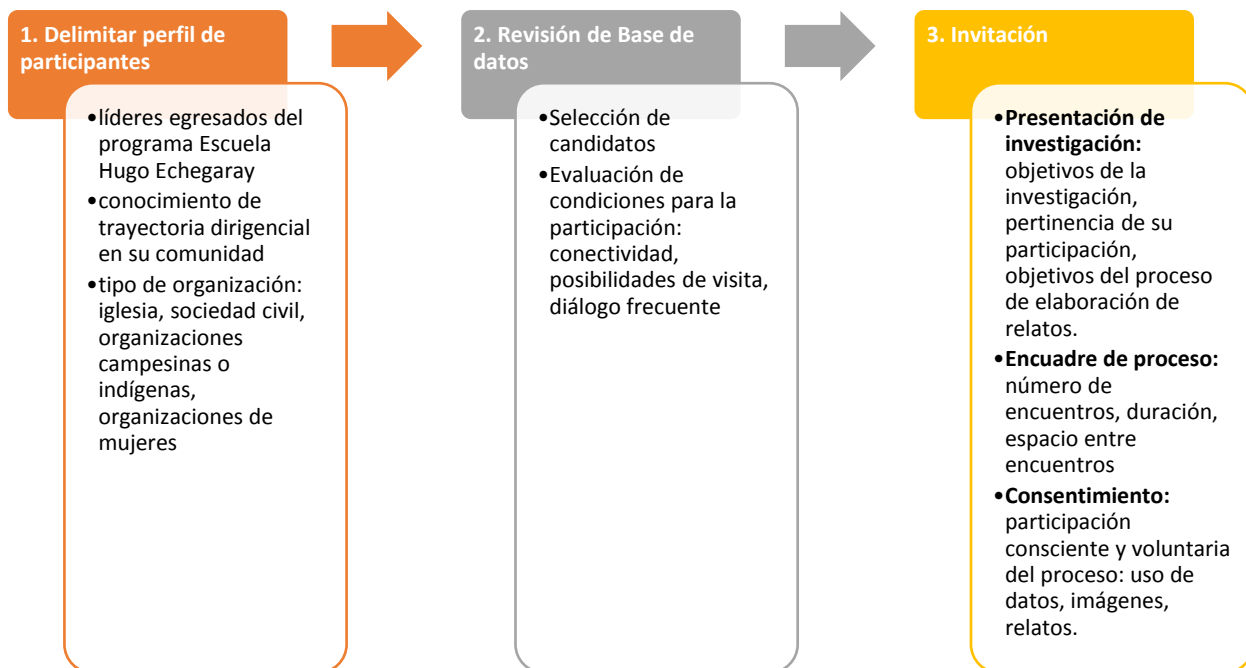 1. Delimitar perfil de
participantes
•líderes egresados del
programa Escuela
Hugo Echegaray
•conocimiento de
trayectoria dirigencial
en su comunidad
•tipo de organización:
iglesia, sociedad civil,
organizaciones
campesinas o
indígenas,
organizaciones de
mujeres
2. Revisión de Base de
datos
•Selección de
candidatos
•Evaluación de
condiciones para la
participación:
conectividad,
posibilidades de visita,
diálogo frecuente
3. Invitación
•Presentación de
investigación:
objetivos de la
investigación,
pertinencia de su
participación,
objetivos del proceso
de elaboración de
relatos.
•Encuadre de proceso:
número de
encuentros, duración,
espacio entre
encuentros
•Consentimiento:
participación
consciente y voluntaria
del proceso: uso de
datos, imágenes,
relatos.